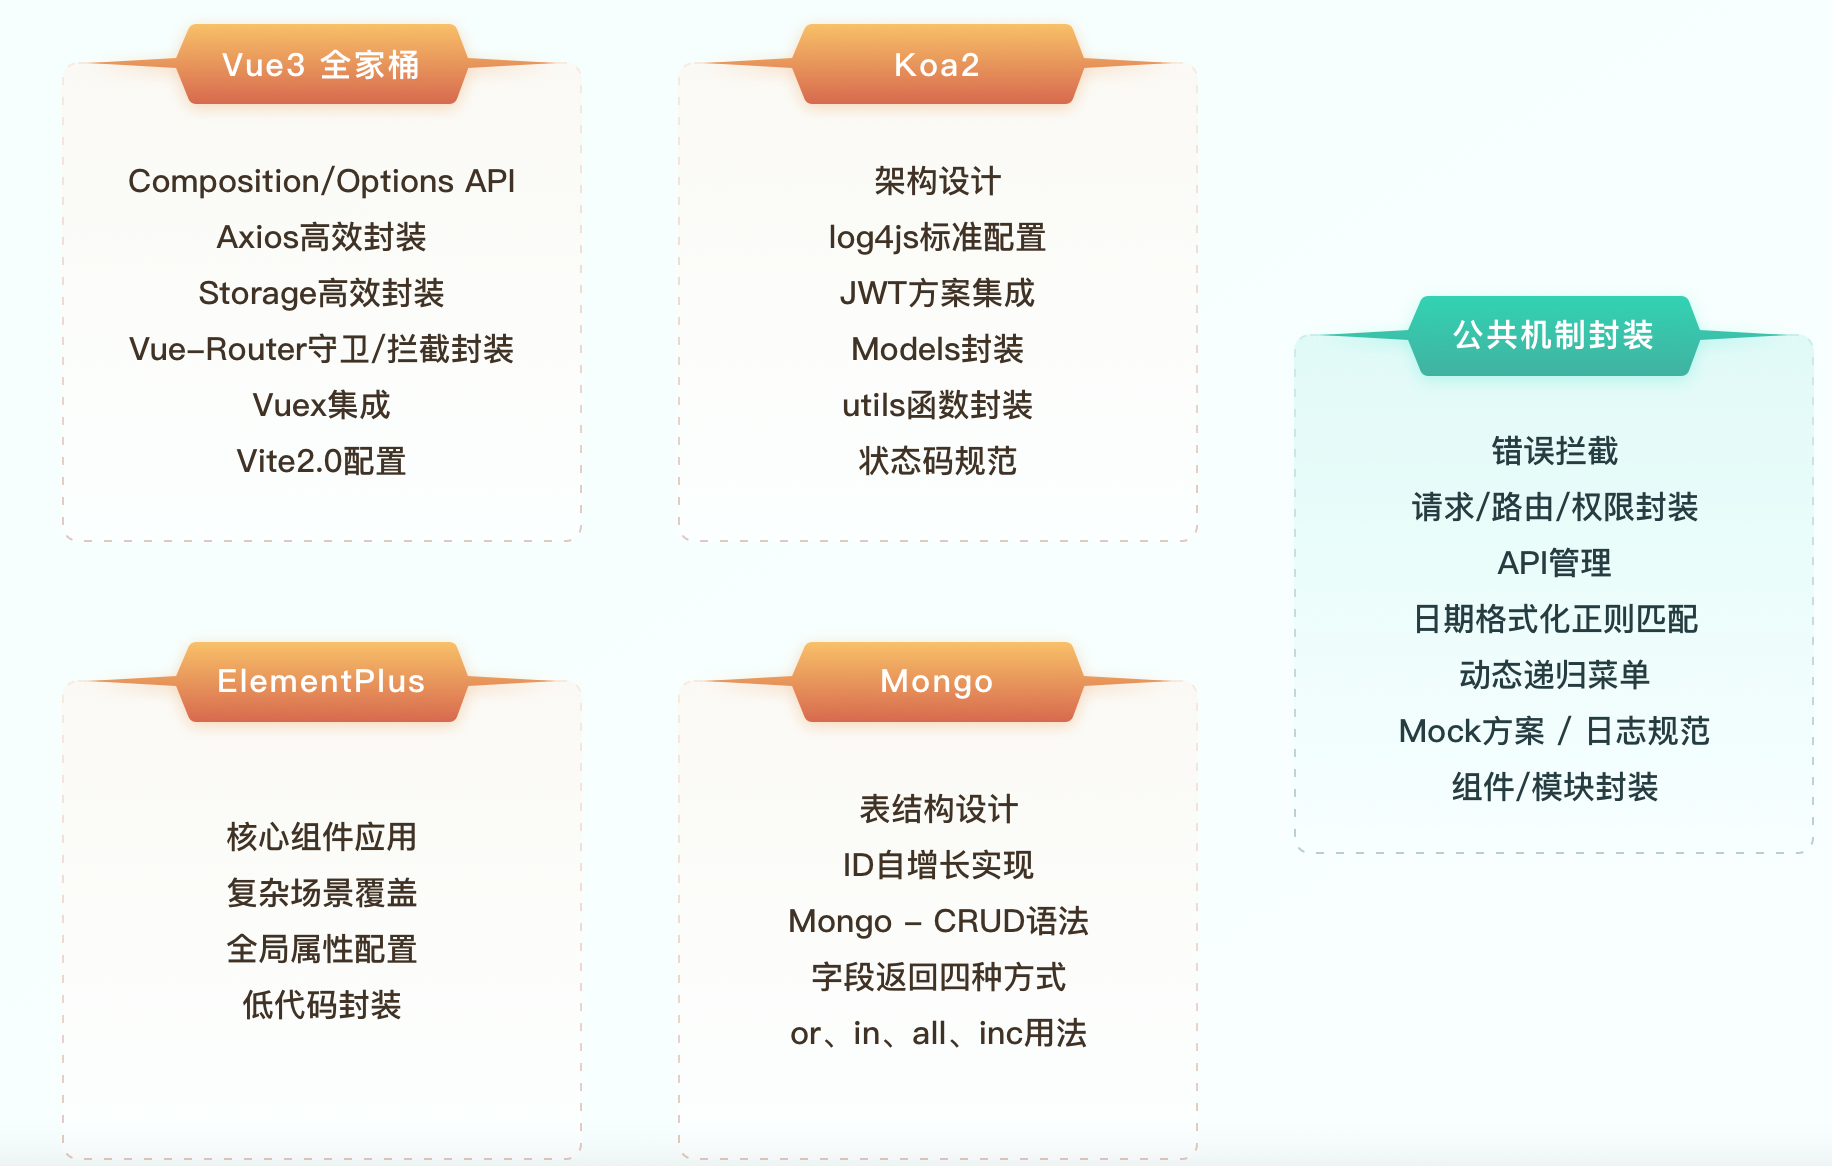 Vue3 全家桶
Composition/Options API
Axios高效封装
Storage高效封装
Vue-Router守卫/拦截封装
Vuex集成
Vite2.0配置
Koa2
架构设计
log4js标准配置
JWT方案集成
Models封装
utils函数封装
状态码规范
ElementPlus
核心组件应用
复杂场景覆盖
全局属性配置
低代码封装
Mongo
表结构设计
ID自增长实现
Mongo - CRUD语法
字段返回四种方式
or、in、all、inc用法
公共机制封装
错误拦截
请求/路由/权限封装
API管理
日期格式化正则匹配
动态递归菜单
Mock方案 / 日志规范
组件/模块封装